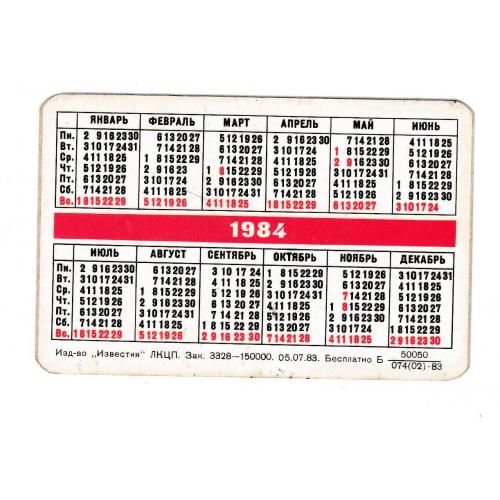 ЯНВАРЬ ФЕВРАЛЬ МАРТ АПРЕЛЬ МАЙ ИЮНЬ
Пн. 2 9 16 23 30 6 13 20 27 5 12 19 26 2 9 16 23 30 7 14 21 28 4 11 18 25
Вт. 3 10 17 24 31 7 14 21 28 6 13 20 27 3 10 17 24 1 8 15 22 29 5 12 19 26
Ср. 4 11 18 25 1 8 15 22 29 7 14 21 28 4 11 18 25 2 9 16 23 30 6 13 20 27
Чт. 5 12 19 26 2 9 16 23 1 8 15 22 29 5 12 19 26 3 10 17 24 31 7 14 21 28
Пт. 6 13 20 27 3 10 17 24 2 9 16 23 30 6 13 20 27 4 11 18 25 1 8 15 22 29
Сб. 7 14 21 28 4 11 18 25 3 10 17 24 31 7 14 21 28 5 12 19 26 2 9 16 23 30
Вс. 1 8 15 22 29 5 12 19 26 4 11 18 25 1 8 15 22 29 6 13 20 27 3 10 17 24
1984
ИЮЛЬ АВГУСТ СЕНТЯБРЬ ОКТЯБРЬ НОЯБРЬ ДЕКАБРЬ
Пн. 2 9 16 23 30 6 13 20 27 3 10 17 24 1 8 15 22 29 5 12 19 26 3 10 17 24 31
Вт. 3 10 17 24 31 7 14 21 28 4 11 18 25 2 9 16 23 30 6 13 20 27 4 11 18 25
Ср. 4 11 18 25 1 8 15 22 29 5 12 19 26 3 10 17 24 31 7 14 21 28 5 12 19 26
Чт. 5 12 19 26 2 9 16 23 30 6 13 20 27 4 11 18 25 1 8 15 22 29 6 13 20 27
Пт. 6 13 20 27 3 10 17 24 31 7 14 21 28 5 12 19 26 2 9 16 23 30 7 14 21 28
Сб. 7 14 21 28 4 11 18 25 1 8 15 22 29 6 13 20 27 3 10 17 24 1 8 15 22 29
Вс. 1 8 15 22 29 5 12 19 26 2 9 16 23 30 7 14 21 28 4 11 18 25 2 9 16 23 30
Изд-во „Известия" ЛКЦП. Зак. 3328—150000. 05.07.83. Бесплатно Б 50050
074(02)-83